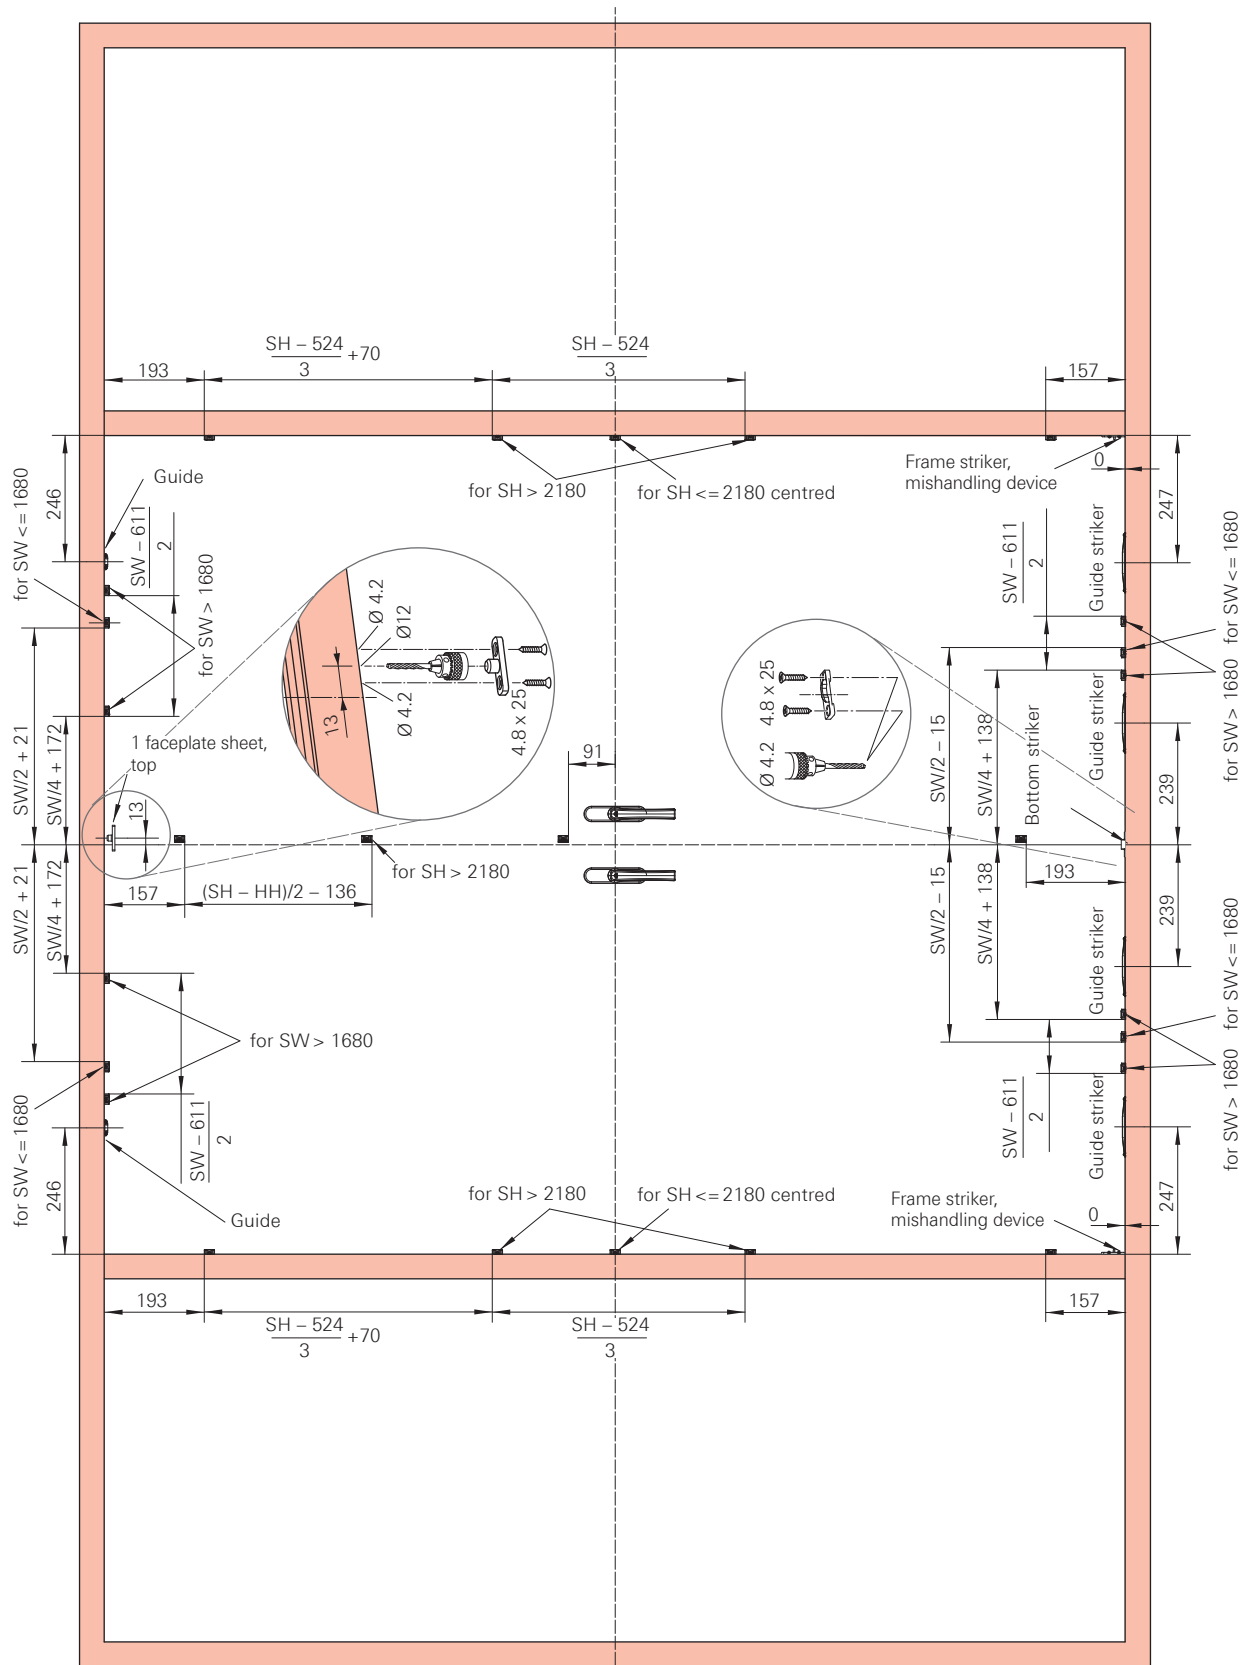 SH – 524
3
+70
SH – 524
3
193
157
for SW <= 1680
246
Guide
SW – 611
2
for SW > 1680
for SH > 2180
for SH <= 2180 centred
Frame striker,
mishandling device
0
247
SW – 611
2
Guide striker
for SW <= 1680
for SW > 1680
Ø 4.2
Ø12
13
Ø 4.2
4.8 x 25
4.8 x 25
Ø 4.2
SW/2 + 21
SW/4 + 172
1 faceplate sheet,
top
13
91
SW/2 – 15
SW/4 + 138
Bottom striker
Guide striker
239
for SH > 2180
157
(SH – HH)/2 – 136
193
SW/2 + 21
SW/4 + 172
SW/2 – 15
SW/4 + 138
Guide striker
239
for SW <= 1680
for SW > 1680
for SW > 1680
for SW <= 1680
246
SW – 611
2
Guide
for SH > 2180
for SH <= 2180 centred
SW – 611
2
Guide striker
Frame striker,
mishandling device
0
247
193
157
SH – 524
3
+70
SH – 524
3